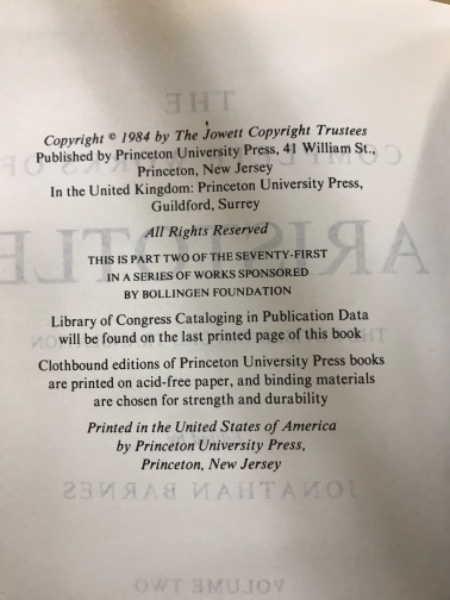 Copyright © 1984 by The Jowett Copyright Trustees
Published by Princeton University Press, 41 William St.,
Princeton, New Jersey
In the United Kingdom: Princeton University Press,
Guildford, Surrey
All Rights Reserved
THIS IS PART TWO OF THE SEVENTY-FIRST
IN A SERIES OF WORKS SPONSORED
BY BOLLINGEN FOUNDATION
Library of Congress Cataloging in Publication Data
will be found on the last printed page of this book
Clothbound editions of Princeton University Press books
are printed on acid-free paper, and binding materials
are chosen for strength and durability
Printed in the United States of America
by Princeton University Press,
Princeton, New Jersey